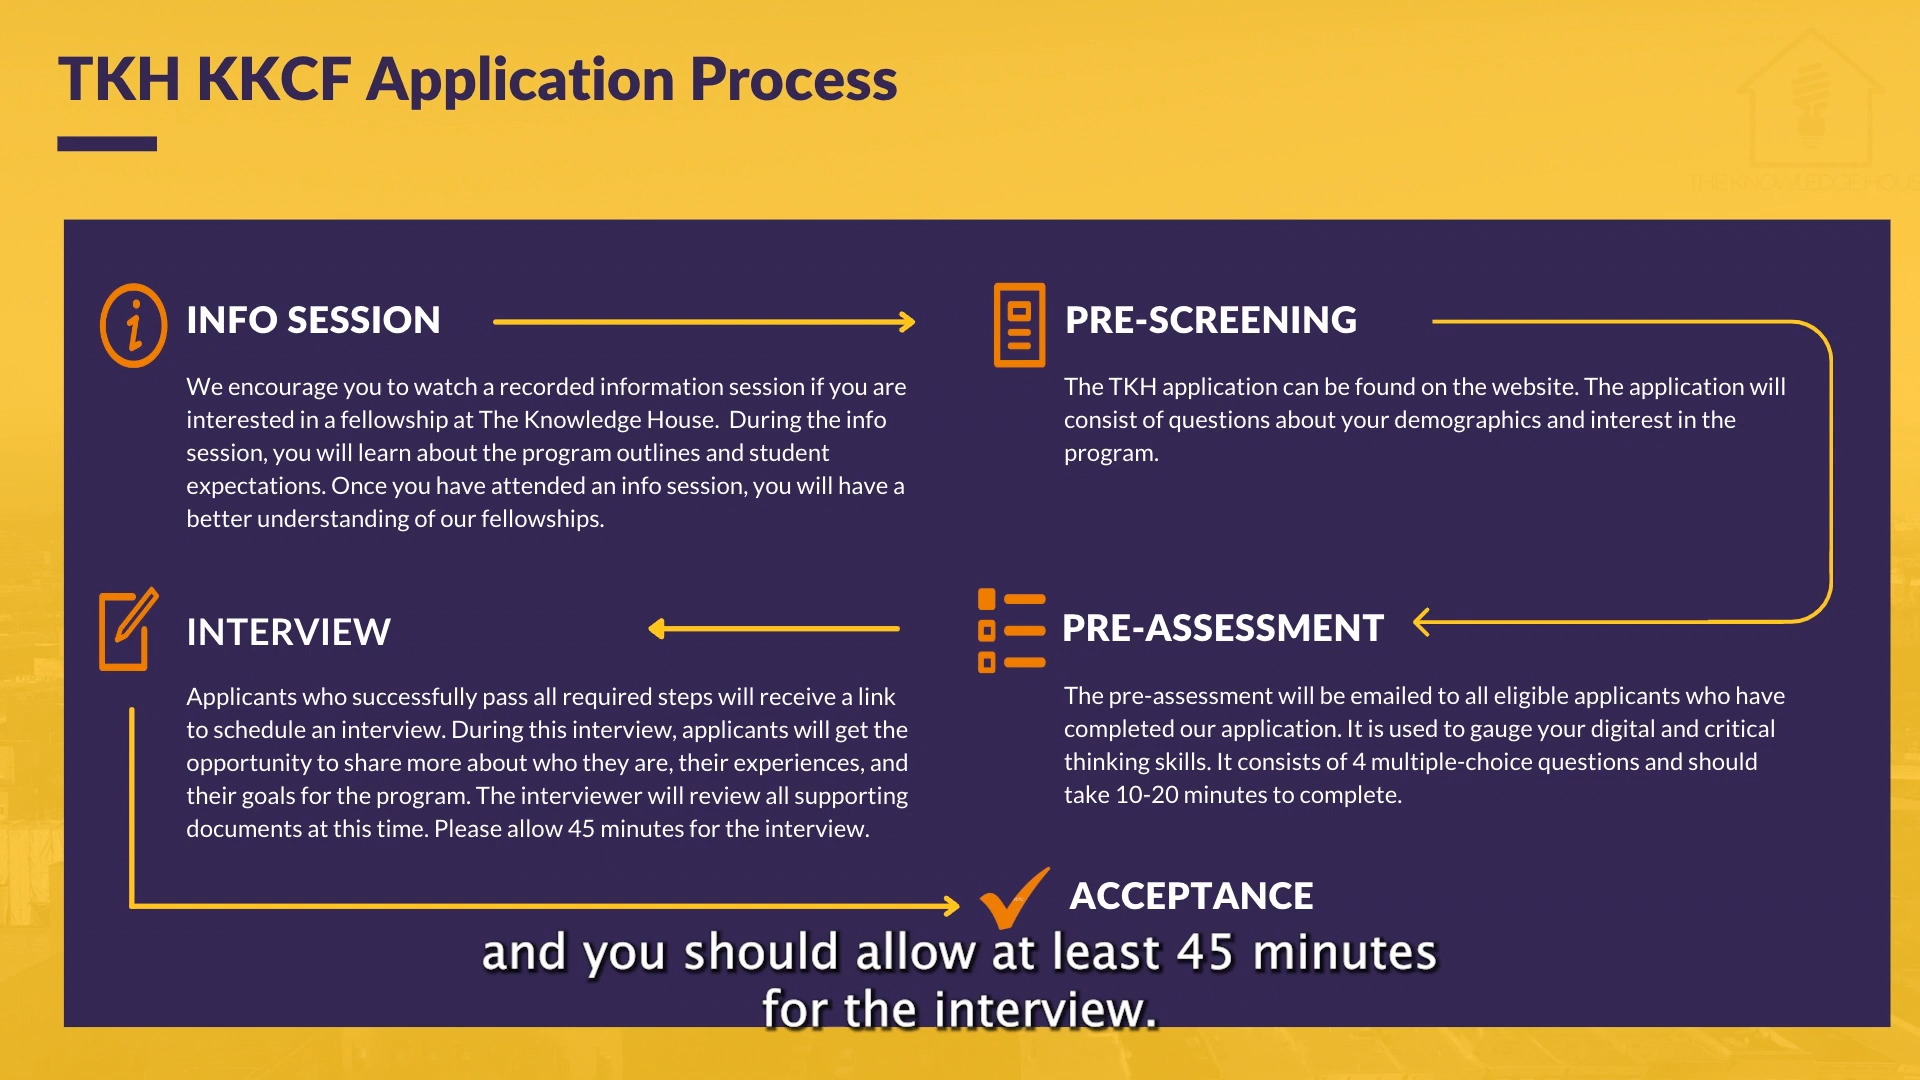 TKH KKCF Application Process
THE KNOWLEDGE HOUS
INFO SESSION
We encourage you to watch a recorded information session if you are
interested in a fellowship at The Knowledge House.  During the info
session, you will learn about the program outlines and student
expectations. Once you have attended an info session, you will have a
better understanding of our fellowships.
PRE-SCREENING
The TKH application can be found on the website. The application will
consist of questions about your demographics and interest in the
program.
PRE-ASSESSMENT
The pre-assessment will be emailed to all eligible applicants who have
completed our application. It is used to gauge your digital and critical
thinking skills. It consists of 4 multiple-choice questions and should
take 10-20 minutes to complete.
INTERVIEW
Applicants who successfully pass all required steps will receive a link
to schedule an interview. During this interview, applicants will get the
opportunity to share more about who they are, their experiences, and
their goals for the program. The interviewer will review all supporting
documents at this time. Please allow 45 minutes for the interview.
ACCEPTANCE
and you should allow at least 45 minutes
for the interview.